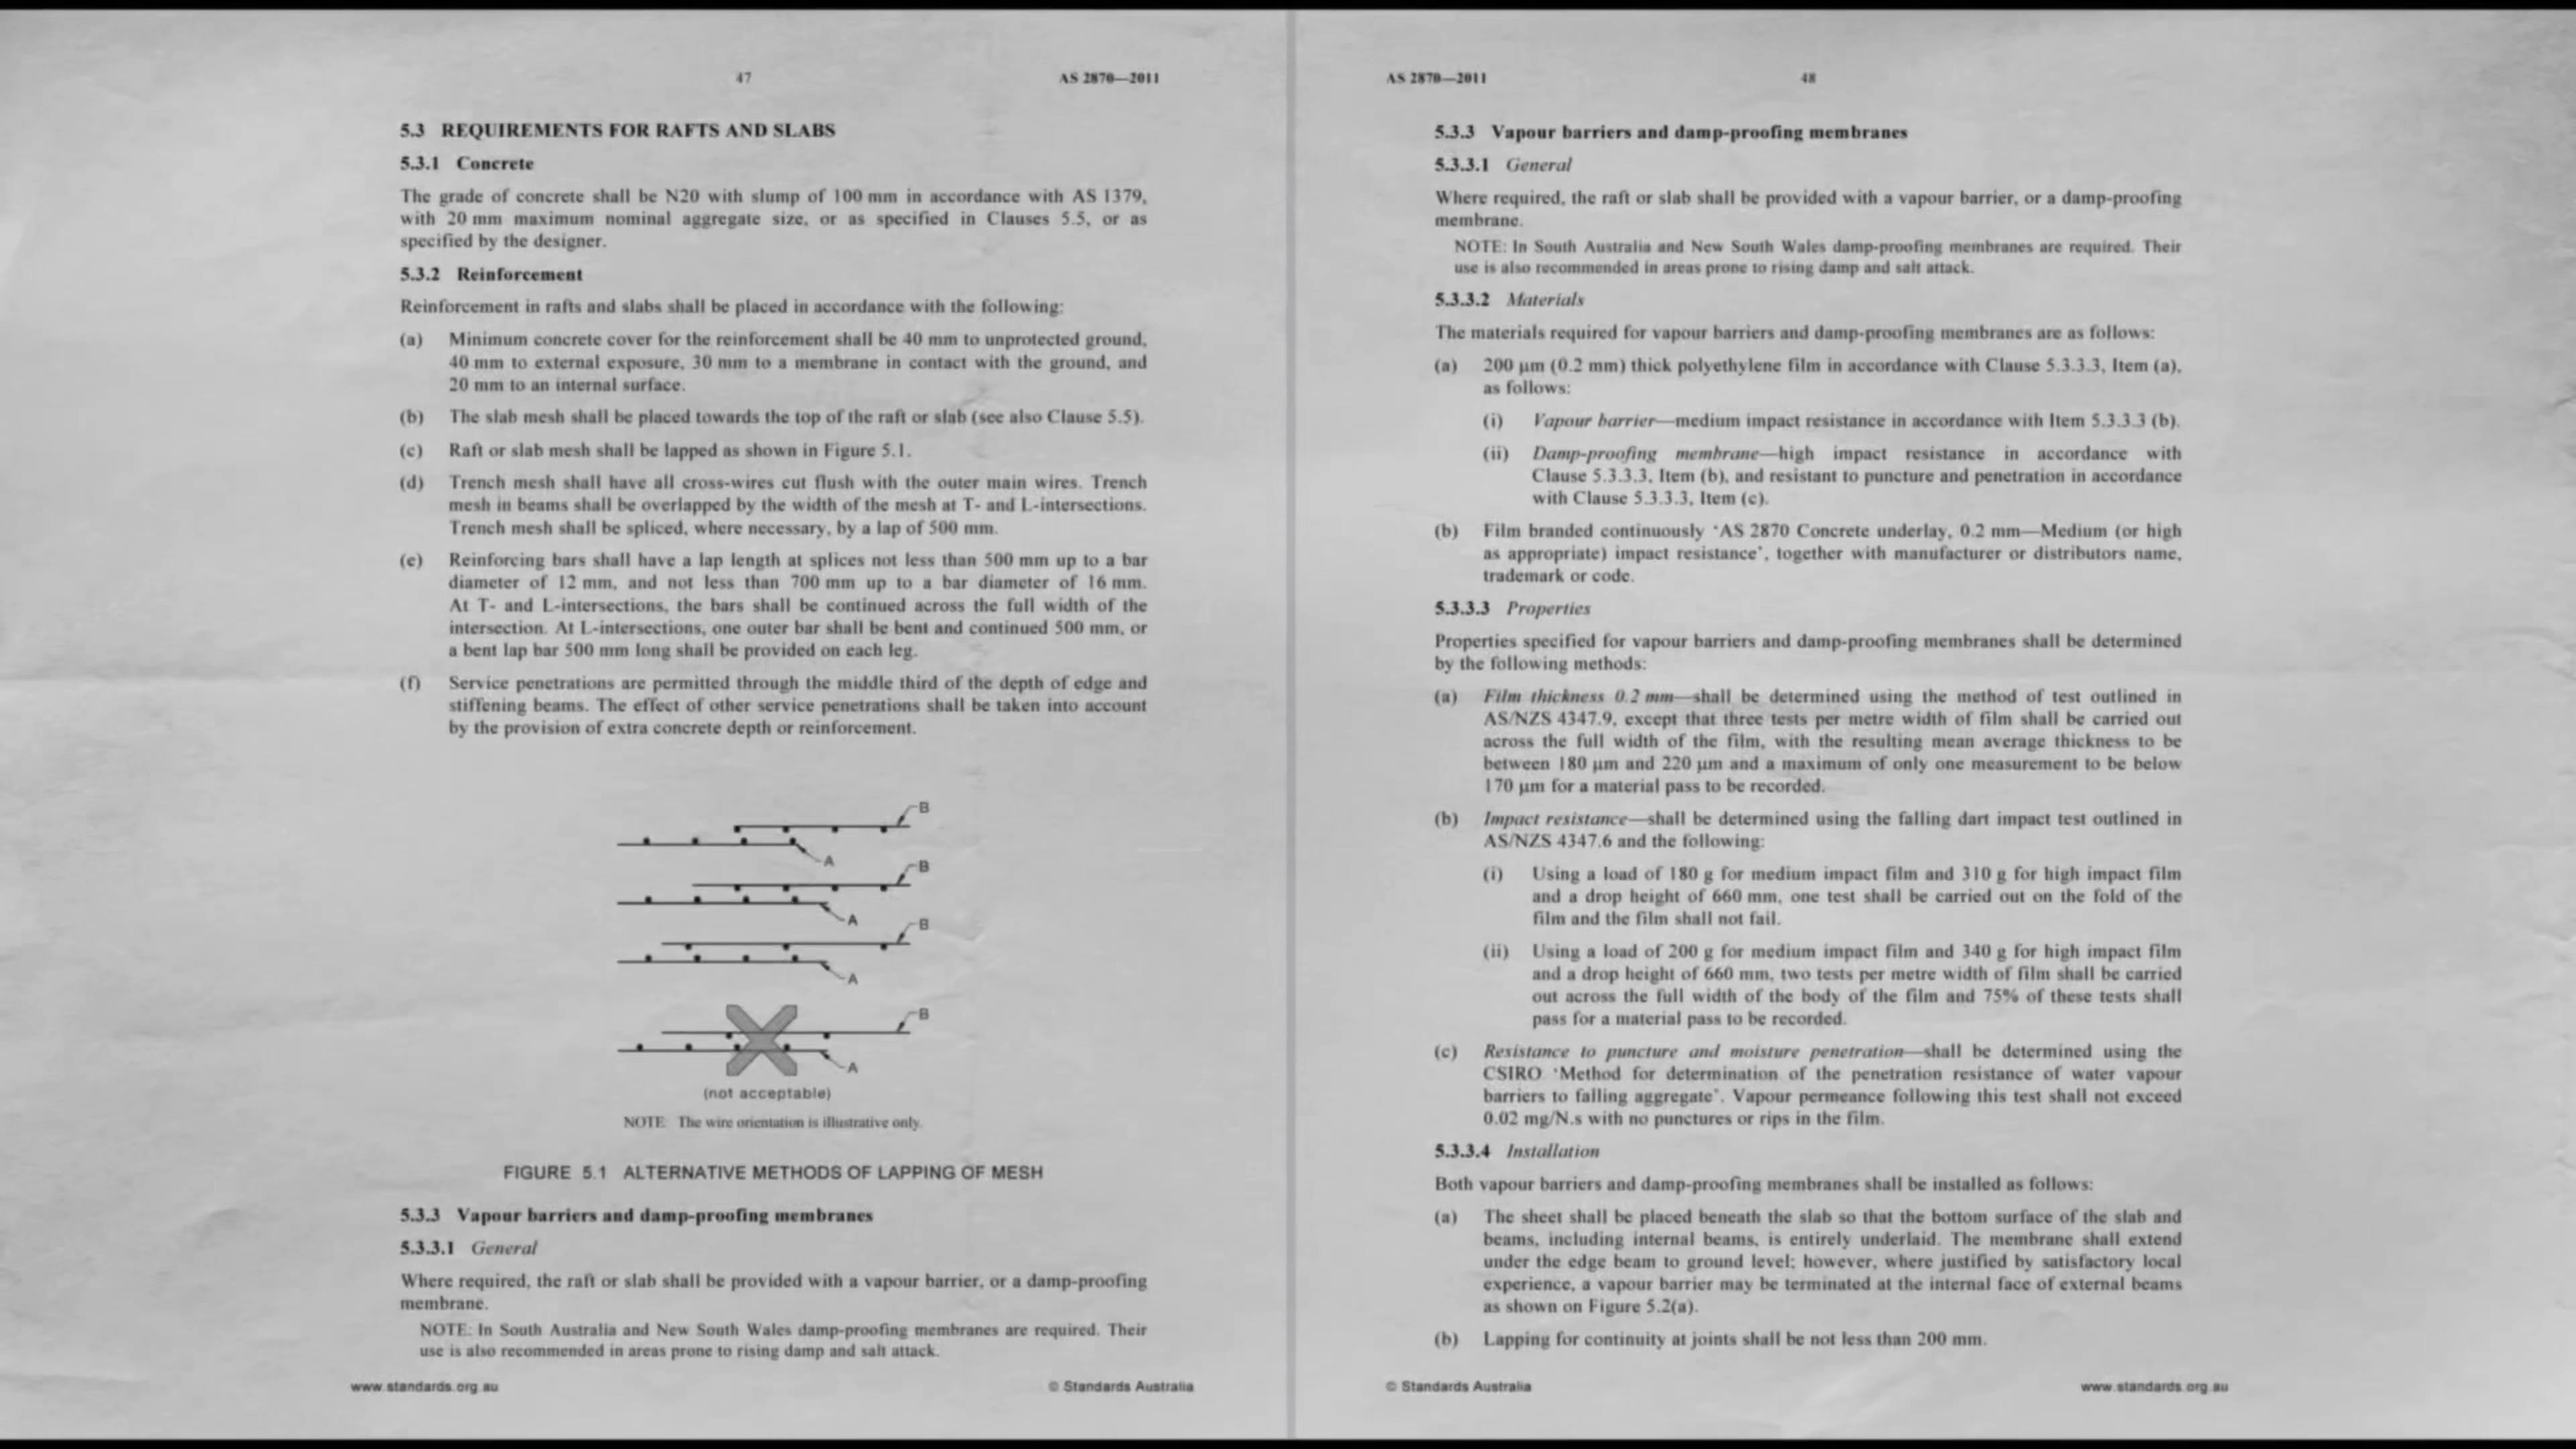 47
AS 2870—2011
5.3 REQUIREMENTS FOR RAFTS AND SLABS
5.3.1 Concrete
The grade of concrete shall be N20 with slump of 100 mm in accordance with AS 1379,
with 20 mm maximum nominal aggregate size, or as specified in Clauses 5.5, or as
specified by the designer.
5.3.2 Reinforcement
Reinforcement in rafts and slabs shall be placed in accordance with the following:
(a) Minimum concrete cover for the reinforcement shall be 40 mm to unprotected ground,
40 mm to external exposure, 30 mm to a membrane in contact with the ground, and
20 mm to an internal surface.
(b) The slab mesh shall be placed towards the top of the raft or slab (see also Clause 5.5).
(c) Raft or slab mesh shall be lapped as shown in Figure 5.1.
(d) Trench mesh shall have all cross-wires cut flush with the outer main wires. Trench
mesh in beams shall be overlapped by the width of the mesh at T- and L-intersections.
Trench mesh shall be spliced, where necessary, by a lap of 500 mm.
(e) Reinforcing bars shall have a lap length at splices not less than 500 mm up to a bar
diameter of 12 mm, and not less than 700 mm up to a bar diameter of 16 mm.
At T- and L-intersections, the bars shall be continued across the full width of the
intersection. At L-intersections, one outer bar shall be bent and continued 500 mm, or
a bent lap bar 500 mm long shall be provided on each leg.
(f) Service penetrations are permitted through the middle third of the depth of edge and
stiffening beams. The effect of other service penetrations shall be taken into account
by the provision of extra concrete depth or reinforcement.
B
A
B
A
B
A
B
A
(not acceptable)
NOTE: The wire orientation is illustrative only.
FIGURE 5.1 ALTERNATIVE METHODS OF LAPPING OF MESH
5.3.3 Vapour barriers and damp-proofing membranes
5.3.3.1 General
Where required, the raft or slab shall be provided with a vapour barrier, or a damp-proofing
membrane.
NOTE: In South Australia and New South Wales damp-proofing membranes are required. Their
use is also recommended in areas prone to rising damp and salt attack.
www.standards.org.au
© Standards Australia
AS 2870—2011
48
5.3.3 Vapour barriers and damp-proofing membranes
5.3.3.1 General
Where required, the raft or slab shall be provided with a vapour barrier, or a damp-proofing
membrane.
NOTE: In South Australia and New South Wales damp-proofing membranes are required. Their
use is also recommended in areas prone to rising damp and salt attack.
5.3.3.2 Materials
The materials required for vapour barriers and damp-proofing membranes are as follows:
(a) 200 µm (0.2 mm) thick polyethylene film in accordance with Clause 5.3.3.3, Item (a),
as follows:
(i) Vapour barrier—medium impact resistance in accordance with Item 5.3.3.3 (b).
(ii) Damp-proofing membrane—high impact resistance in accordance with
Clause 5.3.3.3, Item (b), and resistant to puncture and penetration in accordance
with Clause 5.3.3.3, Item (c).
(b) Film branded continuously ‘AS 2870 Concrete underlay, 0.2 mm—Medium (or high
as appropriate) impact resistance’, together with manufacturer or distributors name,
trademark or code.
5.3.3.3 Properties
Properties specified for vapour barriers and damp-proofing membranes shall be determined
by the following methods:
(a) Film thickness 0.2 mm—shall be determined using the method of test outlined in
AS/NZS 4347.9, except that three tests per metre width of film shall be carried out
across the full width of the film, with the resulting mean average thickness to be
between 180 µm and 220 µm and a maximum of only one measurement to be below
170 µm for a material pass to be recorded.
(b) Impact resistance—shall be determined using the falling dart impact test outlined in
AS/NZS 4347.6 and the following:
(i) Using a load of 180 g for medium impact film and 310 g for high impact film
and a drop height of 660 mm, one test shall be carried out on the fold of the
film and the film shall not fail.
(ii) Using a load of 200 g for medium impact film and 340 g for high impact film
and a drop height of 660 mm, two tests per metre width of film shall be carried
out across the full width of the body of the film and 75% of these tests shall
pass for a material pass to be recorded.
(c) Resistance to puncture and moisture penetration—shall be determined using the
CSIRO ‘Method for determination of the penetration resistance of water vapour
barriers to falling aggregate’. Vapour permeance following this test shall not exceed
0.02 mg/N.s with no punctures or rips in the film.
5.3.3.4 Installation
Both vapour barriers and damp-proofing membranes shall be installed as follows:
(a) The sheet shall be placed beneath the slab so that the bottom surface of the slab and
beams, including internal beams, is entirely underlaid. The membrane shall extend
under the edge beam to ground level; however, where justified by satisfactory local
experience, a vapour barrier may be terminated at the internal face of external beams
as shown on Figure 5.2(a).
(b) Lapping for continuity at joints shall be not less than 200 mm.
© Standards Australia
www.standards.org.au